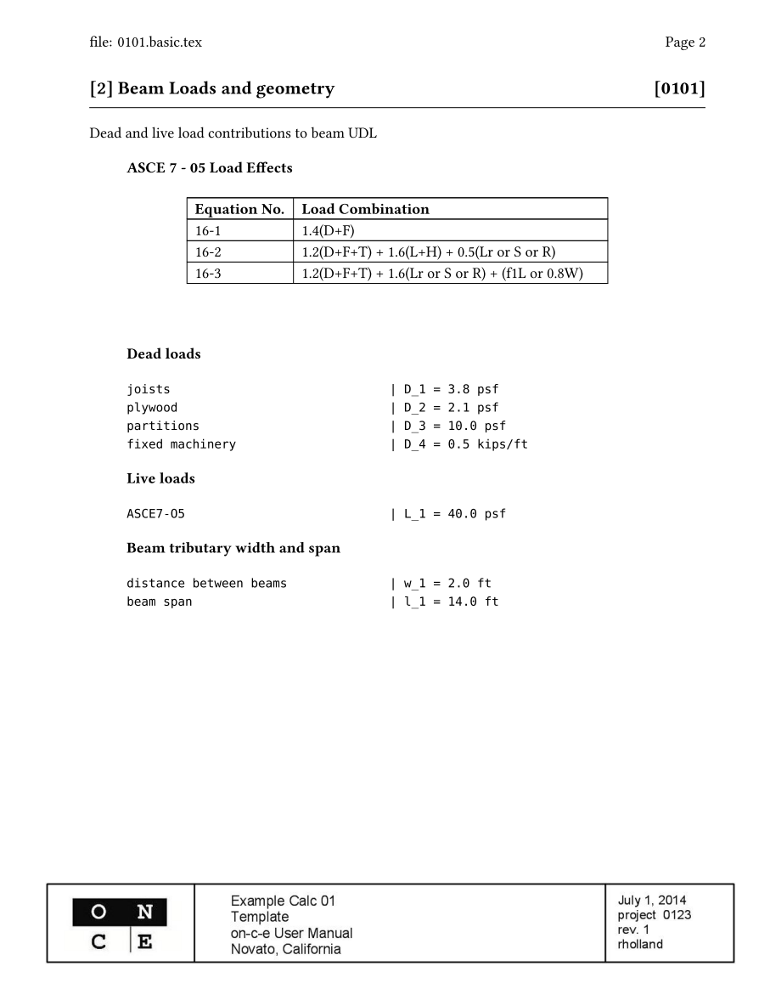 file: 0101.basic.tex Page 2
[2] Beam Loads and geometry [0101]
Dead and live load contributions to beam UDL
ASCE 7 - 05 Load Effects
Equation No. Load Combination
16-1 1.4(D+F)
16-2 1.2(D+F+T) + 1.6(L+H) + 0.5(Lr or S or R)
16-3 1.2(D+F+T) + 1.6(Lr or S or R) + (f1L or 0.8W)
Dead loads
joists | D_1 = 3.8 psf
plywood | D_2 = 2.1 psf
partitions | D_3 = 10.0 psf
fixed machinery | D_4 = 0.5 kips/ft
Live loads
ASCE7-O5 | L_1 = 40.0 psf
Beam tributary width and span
distance between beams | w_1 = 2.0 ft
beam span | l_1 = 14.0 ft
O N
C E
Example Calc 01
Template
on-c-e User Manual
Novato, California
July 1, 2014
project 0123
rev. 1
rholland